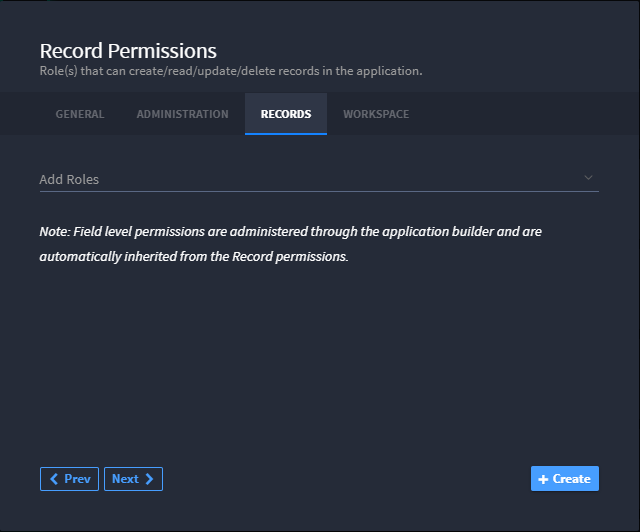 Record Permissions
Role(s) that can create/read/update/delete records in the application.
GENERAL ADMINISTRATION RECORDS WORKSPACE
Add Roles
Note: Field level permissions are administered through the application builder and are
automatically inherited from the Record permissions.
Prev Next + Create